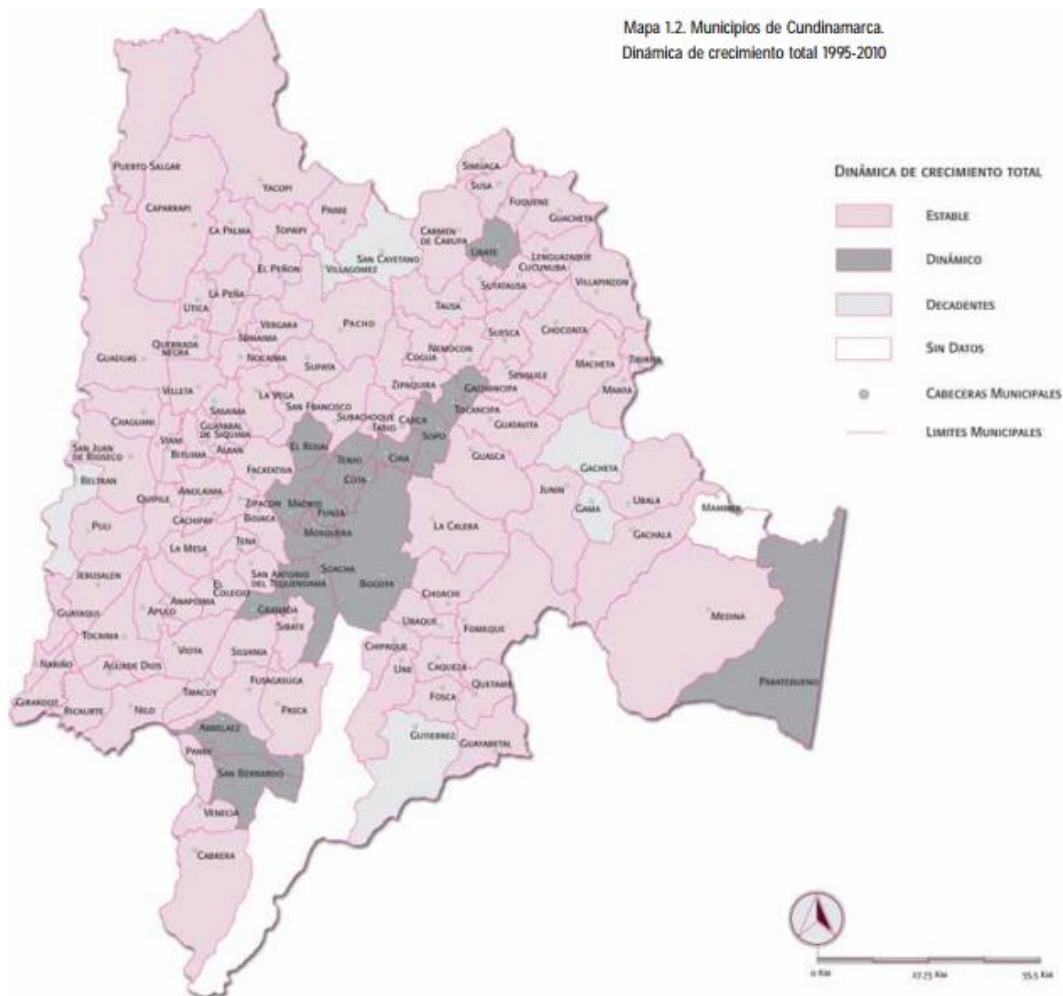 Mapa 1.2. Municipios de Cundinamarca.
Dinámica de crecimiento total 1995-2010
DINÁMICA DE CRECIMIENTO TOTAL
ESTABLE
DINÁMICO
DECADENTES
SIN DATOS
CABECERAS MUNICIPALES
LIMITES MUNICIPALES
PUERTO SALGAR
YACOPI
CAPARRAPI
LA PALMA
TOPAIPI
PAIME
SAN CAYETANO
VILLAGOMEZ
EL PEÑON
CARMEN
DE CARUPA
SIMIJACA
SUSA
FUQUENE
GUACHETA
UBATE
LENGUAZAQUE
CUCUNUBA
SUTATAUSA
VILLAPINZON
TAUSA
UTICA
LA PEÑA
VERGARA
NIMAIMA
PACHO
SUESCA
CHOCONTA
GUADUAS
QUEBRADA
NEGRA
NOCAIMA
SUPATA
COGUA
NEMOCON
MACHETA
MANTA
VILLETA
LA VEGA
ZIPAQUIRA
GACHANCIPA
TOCANCIPA
SASAIMA
SAN FRANCISCO
SUBACHOQUE
TABIO
SOPO
GUATAVITA
CHAGUANI
GUAYABAL
DE SIQUIMA
VIANI
BITUIMA
ALBAN
EL ROSAL
TENJO
CHIA
GUASCA
GACHETA
SAN JUAN
DE RIOSECO
BELTRAN
FACATATIVA
COTA
JUNIN
GAMA
UBALA
QUIPILE
ANOLAIMA
ZIPACON
MADRID
FUNZA
PULI
CACHIPAY
BOJACA
MOSQUERA
LA CALERA
GACHALA
LA MESA
TENA
SOACHA
BOGOTA
JERUSALEN
EL
COLEGIO
SAN ANTONIO
DEL TEQUENDAMA
CHOACHI
GUATAQUI
APULO
ANAPOIMA
GRANADA
SIBATE
UBAQUE
FOMEQUE
MEDINA
TOCAIMA
VIOTA
SILVANIA
CHIPAQUE
CAQUEZA
UNE
NARIÑO
AGUA DE DIOS
FUSAGASUGA
FOSCA
QUETAME
PARATEBUENO
GIRARDOT
RICAURTE
NILO
TIBACUY
PASCA
ARBELAEZ
GUTIERREZ
GUAYABETAL
PANDI
SAN BERNARDO
VENECIA
CABRERA
0 KM
27.75 KM
55.5 KM